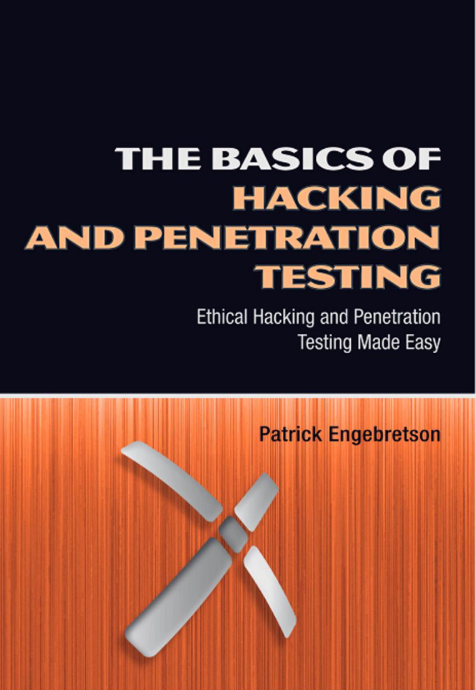 THE BASICS OF
HACKING
AND PENETRATION
TESTING
Ethical Hacking and Penetration
Testing Made Easy
Patrick Engebretson